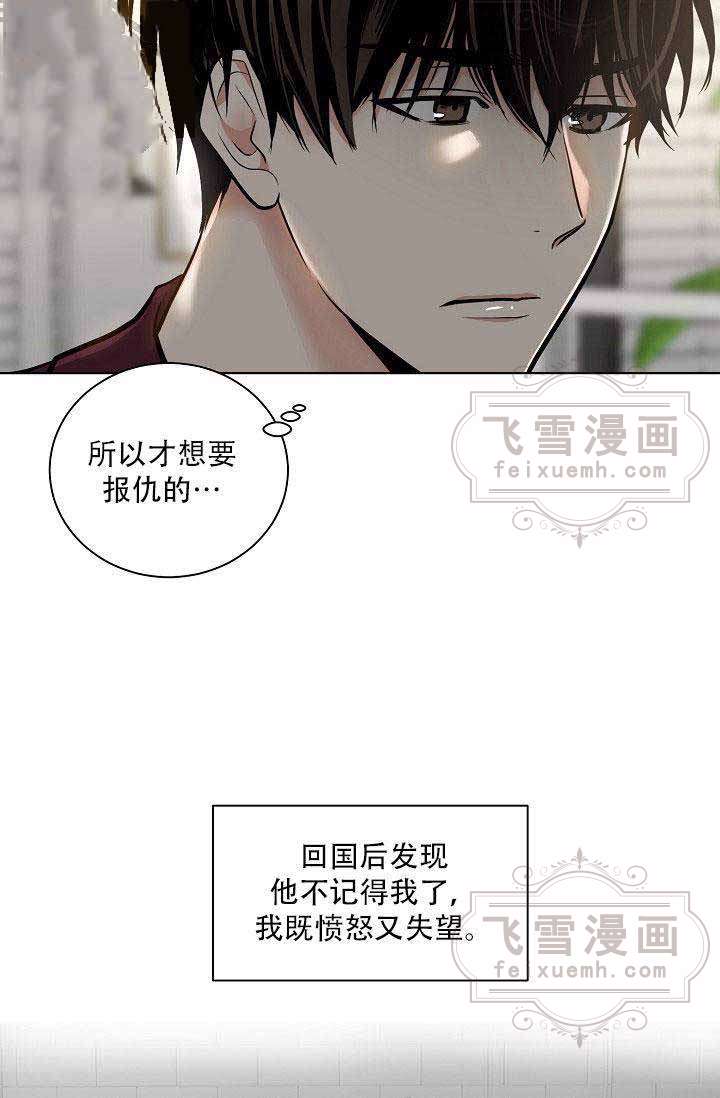 飞雪漫画
feixuemh.com
所以才想要
报仇的…
回国后发现
他不记得我了,
我既愤怒又失望。
飞雪漫画
feixuemh.com